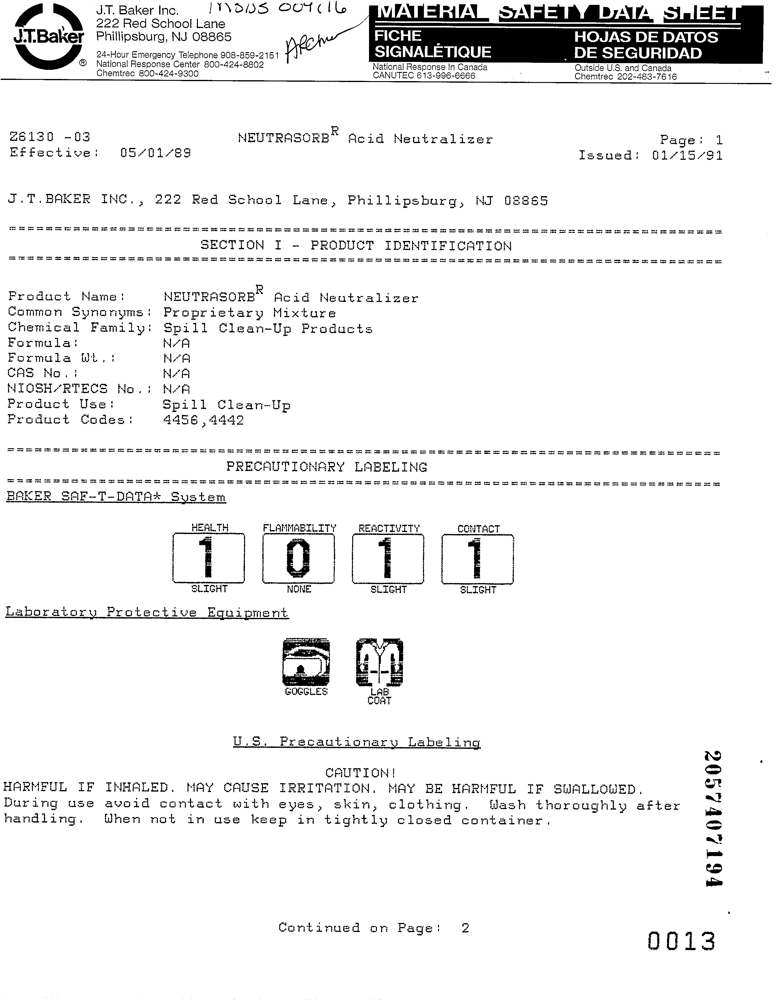 J.T.Baker ®
J.T. Baker Inc.
222 Red School Lane
Phillipsburg, NJ 08865
24-Hour Emergency Telephone 908-859-2151
National Response Center 800-424-8802
Chemtrec 800-424-9300
MATERIAL SAFETY DATA SHEET
FICHE
SIGNALÉTIQUE
HOJAS DE DATOS
DE SEGURIDAD
National Response In Canada
CANUTEC 613-996-6666
Outside U.S. and Canada
Chemtrec 202-483-7616
Z6130 -03 NEUTRASORB^R Acid Neutralizer Page: 1
Effective: 05/01/89 Issued: 01/15/91
J.T.BAKER INC., 222 Red School Lane, Phillipsburg, NJ 08865
SECTION I - PRODUCT IDENTIFICATION
Product Name: NEUTRASORB^R Acid Neutralizer
Common Synonyms: Proprietary Mixture
Chemical Family: Spill Clean-Up Products
Formula: N/A
Formula Wt.: N/A
CAS No.: N/A
NIOSH/RTECS No.: N/A
Product Use: Spill Clean-Up
Product Codes: 4456,4442
PRECAUTIONARY LABELING
BAKER SAF-T-DATA* System
HEALTH FLAMMABILITY REACTIVITY CONTACT
1 0 1 1
SLIGHT NONE SLIGHT SLIGHT
Laboratory Protective Equipment
GOGGLES LAB
COAT
U.S. Precautionary Labeling
CAUTION!
HARMFUL IF INHALED. MAY CAUSE IRRITATION. MAY BE HARMFUL IF SWALLOWED.
During use avoid contact with eyes, skin, clothing. Wash thoroughly after
handling. When not in use keep in tightly closed container.
2057407194
Continued on Page: 2
0013